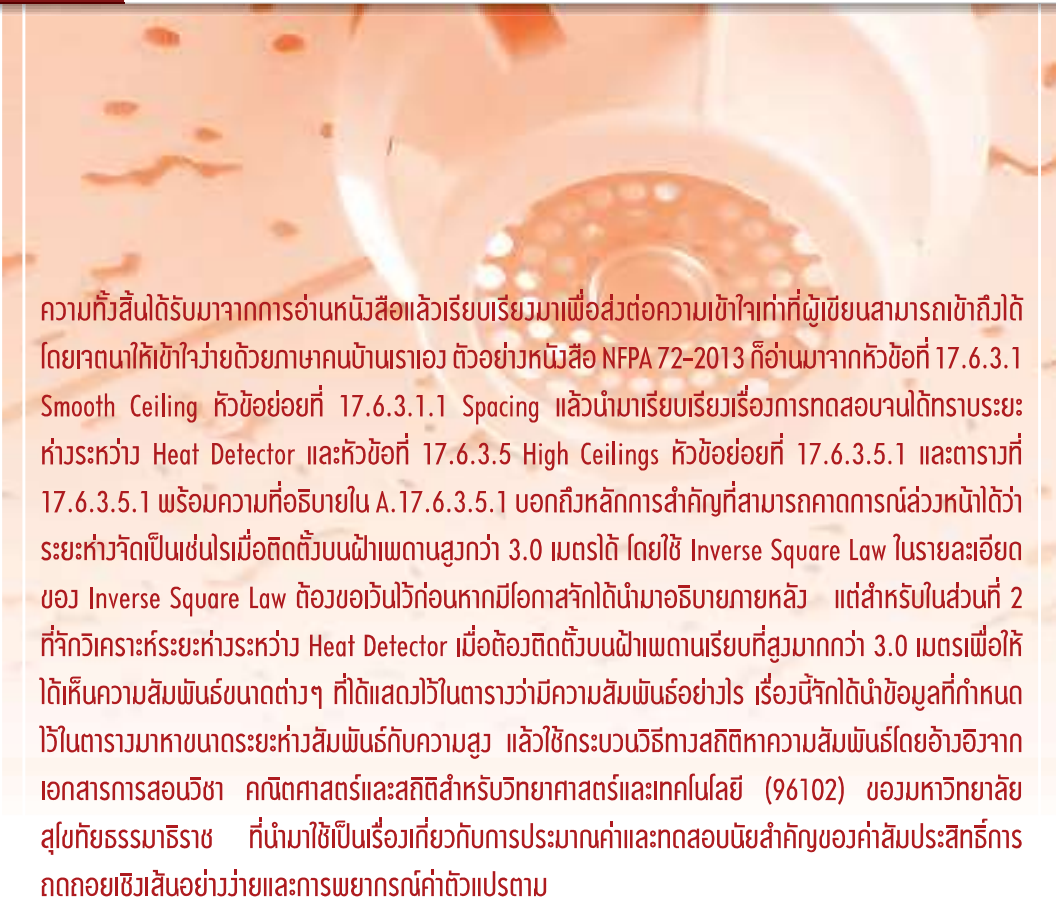 ความทั้งสิ้นได้รับมาจากการอ่านหนังสือแล้วเรียบเรียงมาเพื่อส่งต่อความเข้าใจเท่าที่ผู้เขียนสามารถเข้าถึงได้
โดยเจตนาให้เข้าใจง่ายด้วยภาษาคนบ้านเราเอง ตัวอย่างหนังสือ NFPA 72-2013 ก็อ่านมาจากหัวข้อที่ 17.6.3.1
Smooth Ceiling หัวข้อย่อยที่ 17.6.3.1.1 Spacing แล้วนำมาเรียบเรียงเรื่องการทดสอบจนได้ทราบระยะ
ห่างระหว่าง Heat Detector และหัวข้อที่ 17.6.3.5 High Ceilings หัวข้อย่อยที่ 17.6.3.5.1 และตารางที่
17.6.3.5.1 พร้อมความที่อธิบายใน A.17.6.3.5.1 บอกถึงหลักการสำคัญที่สามารถคาดการณ์ล่วงหน้าได้ว่า
ระยะห่างจัดเป็นเช่นไรเมื่อติดตั้งบนฝ้าเพดานสูงกว่า 3.0 เมตรได้ โดยใช้ Inverse Square Law ในรายละเอียด
ของ Inverse Square Law ต้องขอเว้นไว้ก่อนหากมีโอกาสจักได้นำมาอธิบายภายหลัง แต่สำหรับในส่วนที่ 2
ที่จักวิเคราะห์ระยะห่างระหว่าง Heat Detector เมื่อต้องติดตั้งบนฝ้าเพดานเรียบที่สูงมากกว่า 3.0 เมตรเพื่อให้
ได้เห็นความสัมพันธ์ขนาดต่างๆ ที่ได้แสดงไว้ในตารางว่ามีความสัมพันธ์อย่างไร เรื่องนี้จักได้นำข้อมูลที่กำหนด
ไว้ในตารางมาหาขนาดระยะห่างสัมพันธ์กับความสูง แล้วใช้กระบวนวิธีทางสถิติหาความสัมพันธ์โดยอ้างอิงจาก
เอกสารการสอนวิชา คณิตศาสตร์และสถิติสำหรับวิทยาศาสตร์และเทคโนโลยี (96102) ของมหาวิทยาลัย
สุโขทัยธรรมาธิราช ที่นำมาใช้เป็นเรื่องเกี่ยวกับการประมาณค่าและทดสอบนัยสำคัญของค่าสัมประสิทธิ์การ
ถดถอยเชิงเส้นอย่างง่ายและการพยากรณ์ค่าตัวแปรตาม